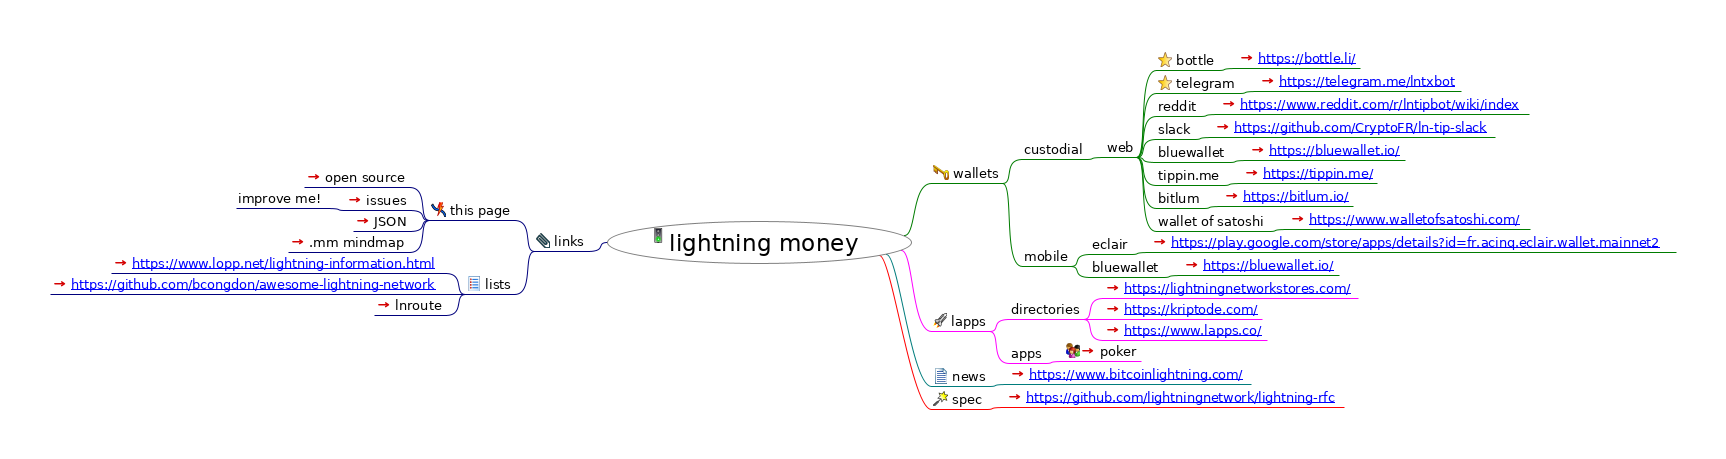 lightning money
wallets
custodial
web
bottle
https://bottle.li/
telegram
https://telegram.me/lntxbot
reddit
https://www.reddit.com/r/lntipbot/wiki/index
slack
https://github.com/CryptoFR/ln-tip-slack
bluewallet
https://bluewallet.io/
tippin.me
https://tippin.me/
bitlum
https://bitlum.io/
wallet of satoshi
https://www.walletofsatoshi.com/
mobile
eclair
https://play.google.com/store/apps/details?id=fr.acinq.eclair.wallet.mainnet2
bluewallet
https://bluewallet.io/
lapps
directories
https://lightningnetworkstores.com/
https://kriptode.com/
https://www.lapps.co/
apps
poker
news
https://www.bitcoinlightning.com/
spec
https://github.com/lightningnetwork/lightning-rfc
links
this page
open source
issues
improve me!
JSON
.mm mindmap
lists
https://www.lopp.net/lightning-information.html
https://github.com/bcongdon/awesome-lightning-network
lnroute